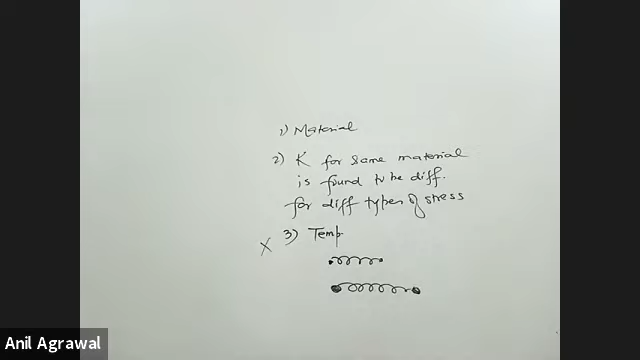 1) Material
2) K for same material
is found to be diff.
for diff types of stress
X 3) Temp
Anil Agrawal